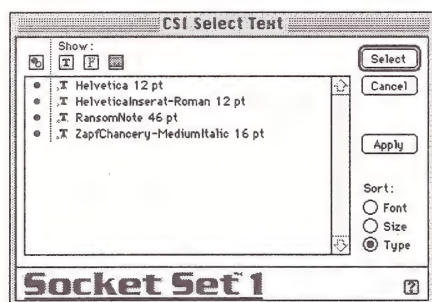 CSI Select Text
Show:
T F
T Helvetica 12 pt
T HelveticaInserat-Roman 12 pt
T RansomNote 46 pt
T ZapfChancery-MediumItalic 16 pt
Select
Cancel
Apply
Sort:
Font
Size
Type
Socket Set™ 1
?